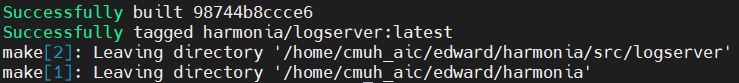 Successfully built 98744b8ccce6
Successfully tagged harmonia/logserver:latest
make[2]: Leaving directory '/home/cmuh_aic/edward/harmonia/src/logserver'
make[1]: Leaving directory '/home/cmuh_aic/edward/harmonia'